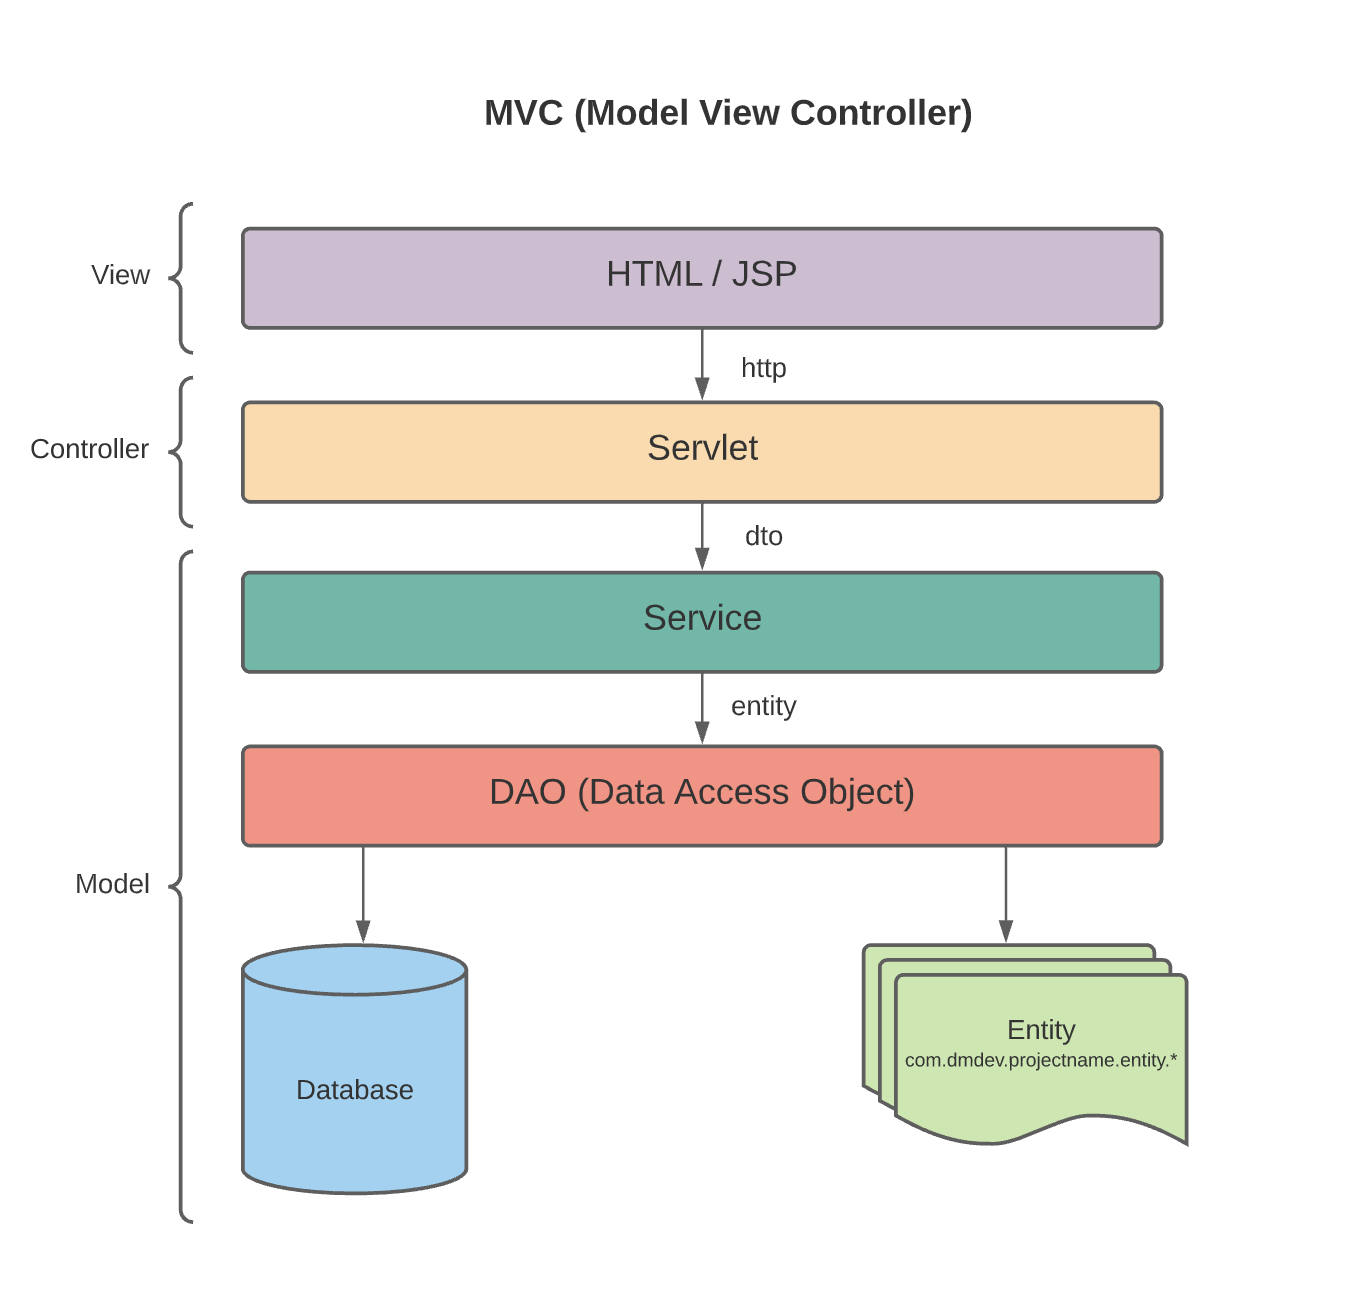 MVC (Model View Controller)
View
HTML / JSP
http
Controller
Servlet
dto
Service
entity
DAO (Data Access Object)
Model
Database
Entity
com.dmdev.projectname.entity.*